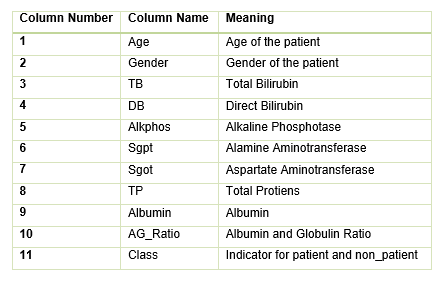 Column Number Column Name Meaning
1 Age Age of the patient
2 Gender Gender of the patient
3 TB Total Bilirubin
4 DB Direct Bilirubin
5 Alkphos Alkaline Phosphotase
6 Sgpt Alamine Aminotransferase
7 Sgot Aspartate Aminotransferase
8 TP Total Protiens
9 Albumin Albumin
10 AG_Ratio Albumin and Globulin Ratio
11 Class Indicator for patient and non_patient